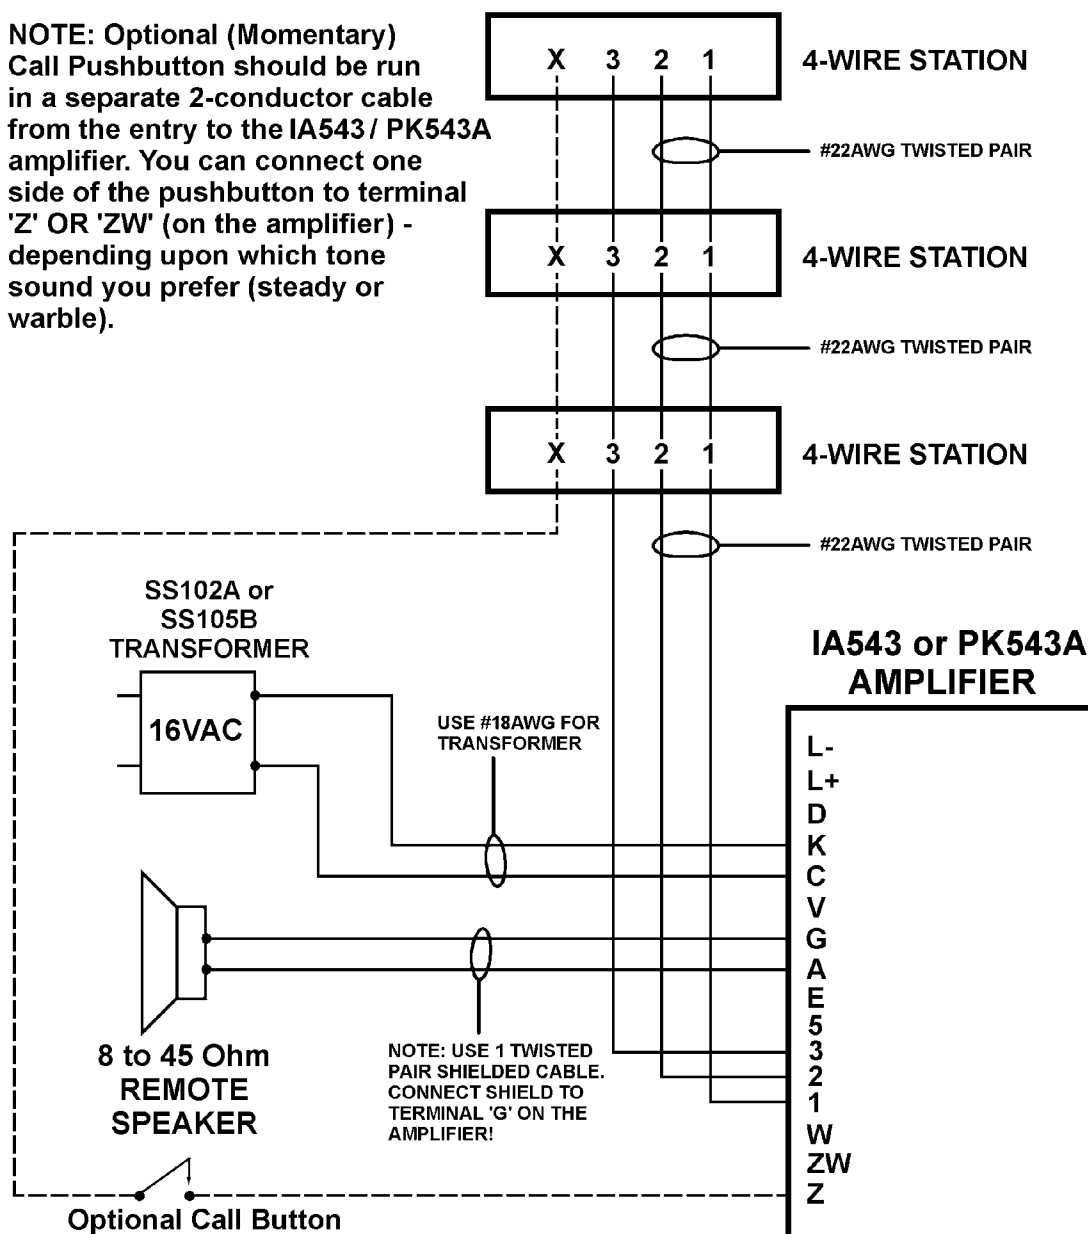 NOTE: Optional (Momentary)
Call Pushbutton should be run
in a separate 2-conductor cable
from the entry to the IA543 / PK543A
amplifier. You can connect one
side of the pushbutton to terminal
'Z' OR 'ZW' (on the amplifier) -
depending upon which tone
sound you prefer (steady or
warble).
X 3 2 1
4-WIRE STATION
#22AWG TWISTED PAIR
X 3 2 1
4-WIRE STATION
#22AWG TWISTED PAIR
X 3 2 1
4-WIRE STATION
#22AWG TWISTED PAIR
SS102A or
SS105B
TRANSFORMER
16VAC
USE #18AWG FOR
TRANSFORMER
IA543 or PK543A
AMPLIFIER
L-
L+
D
K
C
V
G
A
E
5
3
2
1
W
ZW
Z
8 to 45 Ohm
REMOTE
SPEAKER
NOTE: USE 1 TWISTED
PAIR SHIELDED CABLE.
CONNECT SHIELD TO
TERMINAL 'G' ON THE
AMPLIFIER!
Optional Call Button